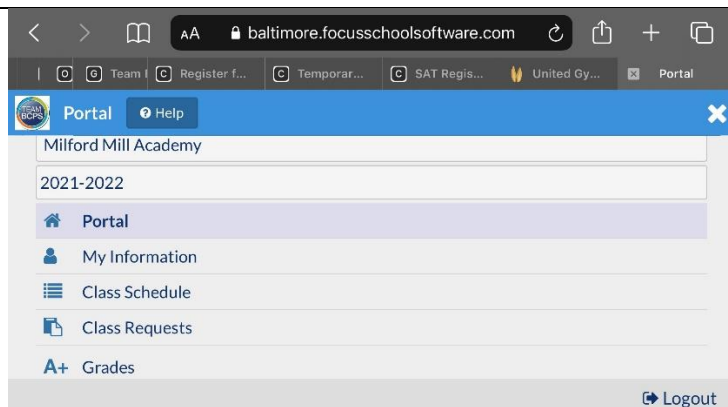 AA baltimore.focusschoolsoftware.com
O G Team C Register f... C Temporar... C SAT Regis... United Gy... Portal
TEAM BCPS Portal ? Help
Milford Mill Academy
2021-2022
Portal
My Information
Class Schedule
Class Requests
A+ Grades
Logout